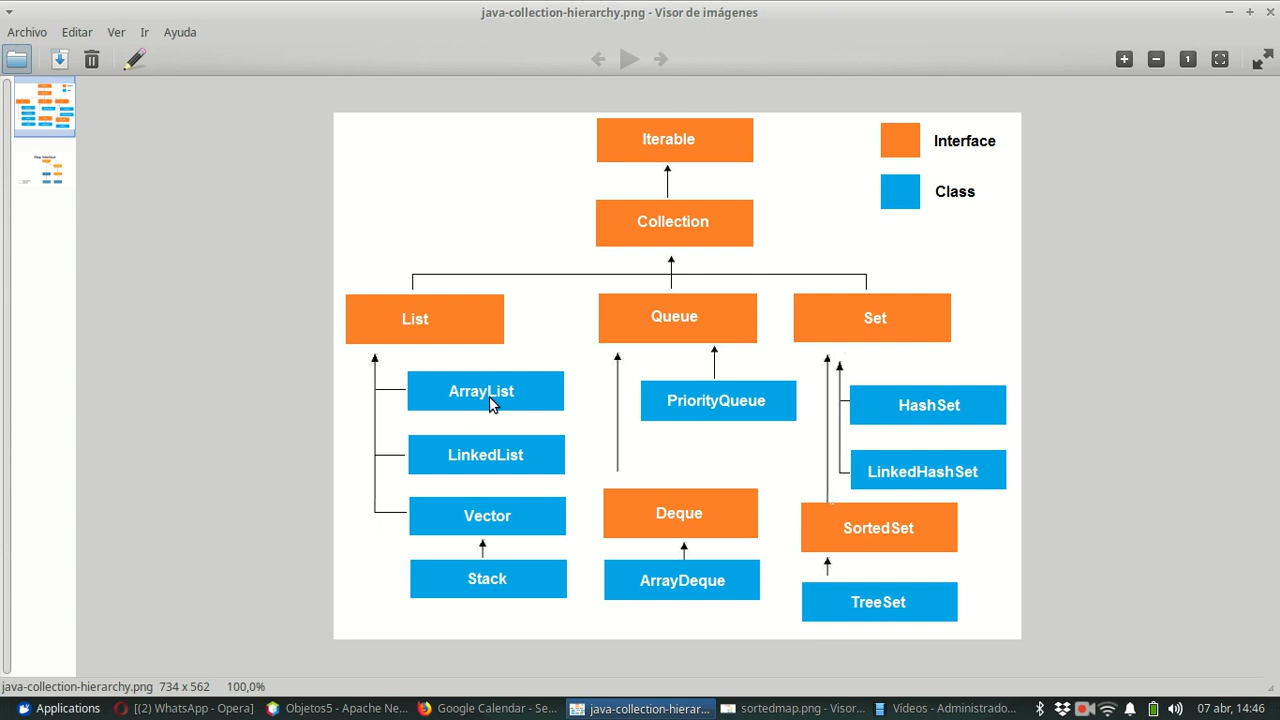 java-collection-hierarchy.png - Visor de imágenes
Archivo Editar Ver Ir Ayuda
Iterable
Interface
Class
Collection
List
Queue
Set
ArrayList
PriorityQueue
HashSet
LinkedList
LinkedHashSet
Vector
Deque
SortedSet
Stack
ArrayDeque
TreeSet
java-collection-hierarchy.png 734 x 562 100,0%
Applications [(2) WhatsApp - Opera] Objetos5 - Apache Ne... Google Calendar - Se... java-collection-hierar... sortedmap.png - Visor... Vídeos - Administrado... 07 abr, 14:46